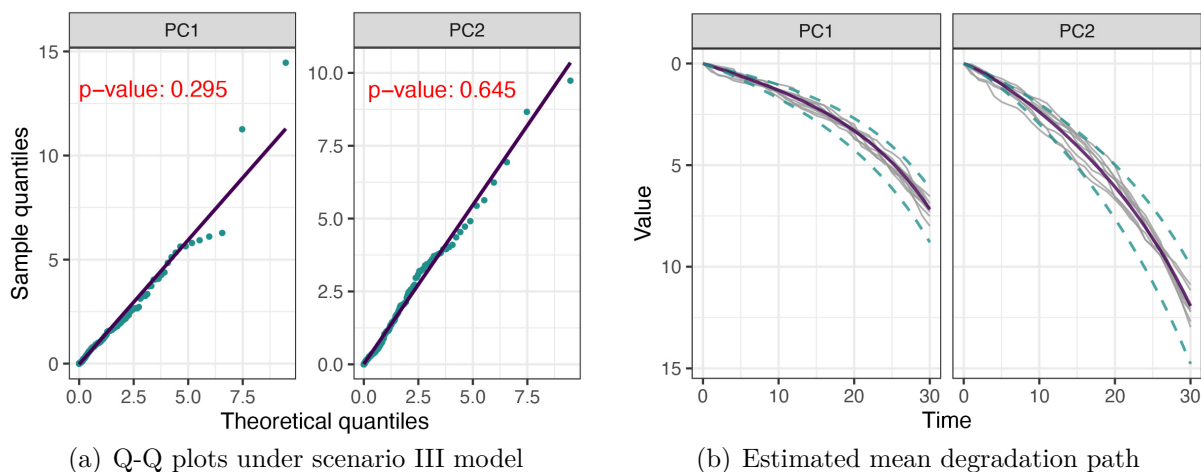 PC1
PC2
p−value: 0.295
p−value: 0.645
Sample quantiles
15
10
5
0
10.0
7.5
5.0
2.5
0.0
0.0 2.5 5.0 7.5
0.0 2.5 5.0 7.5
Theoretical quantiles
(a) Q-Q plots under scenario III model
PC1
PC2
Value
0
5
10
15
0 10 20 30
0 10 20 30
Time
(b) Estimated mean degradation path